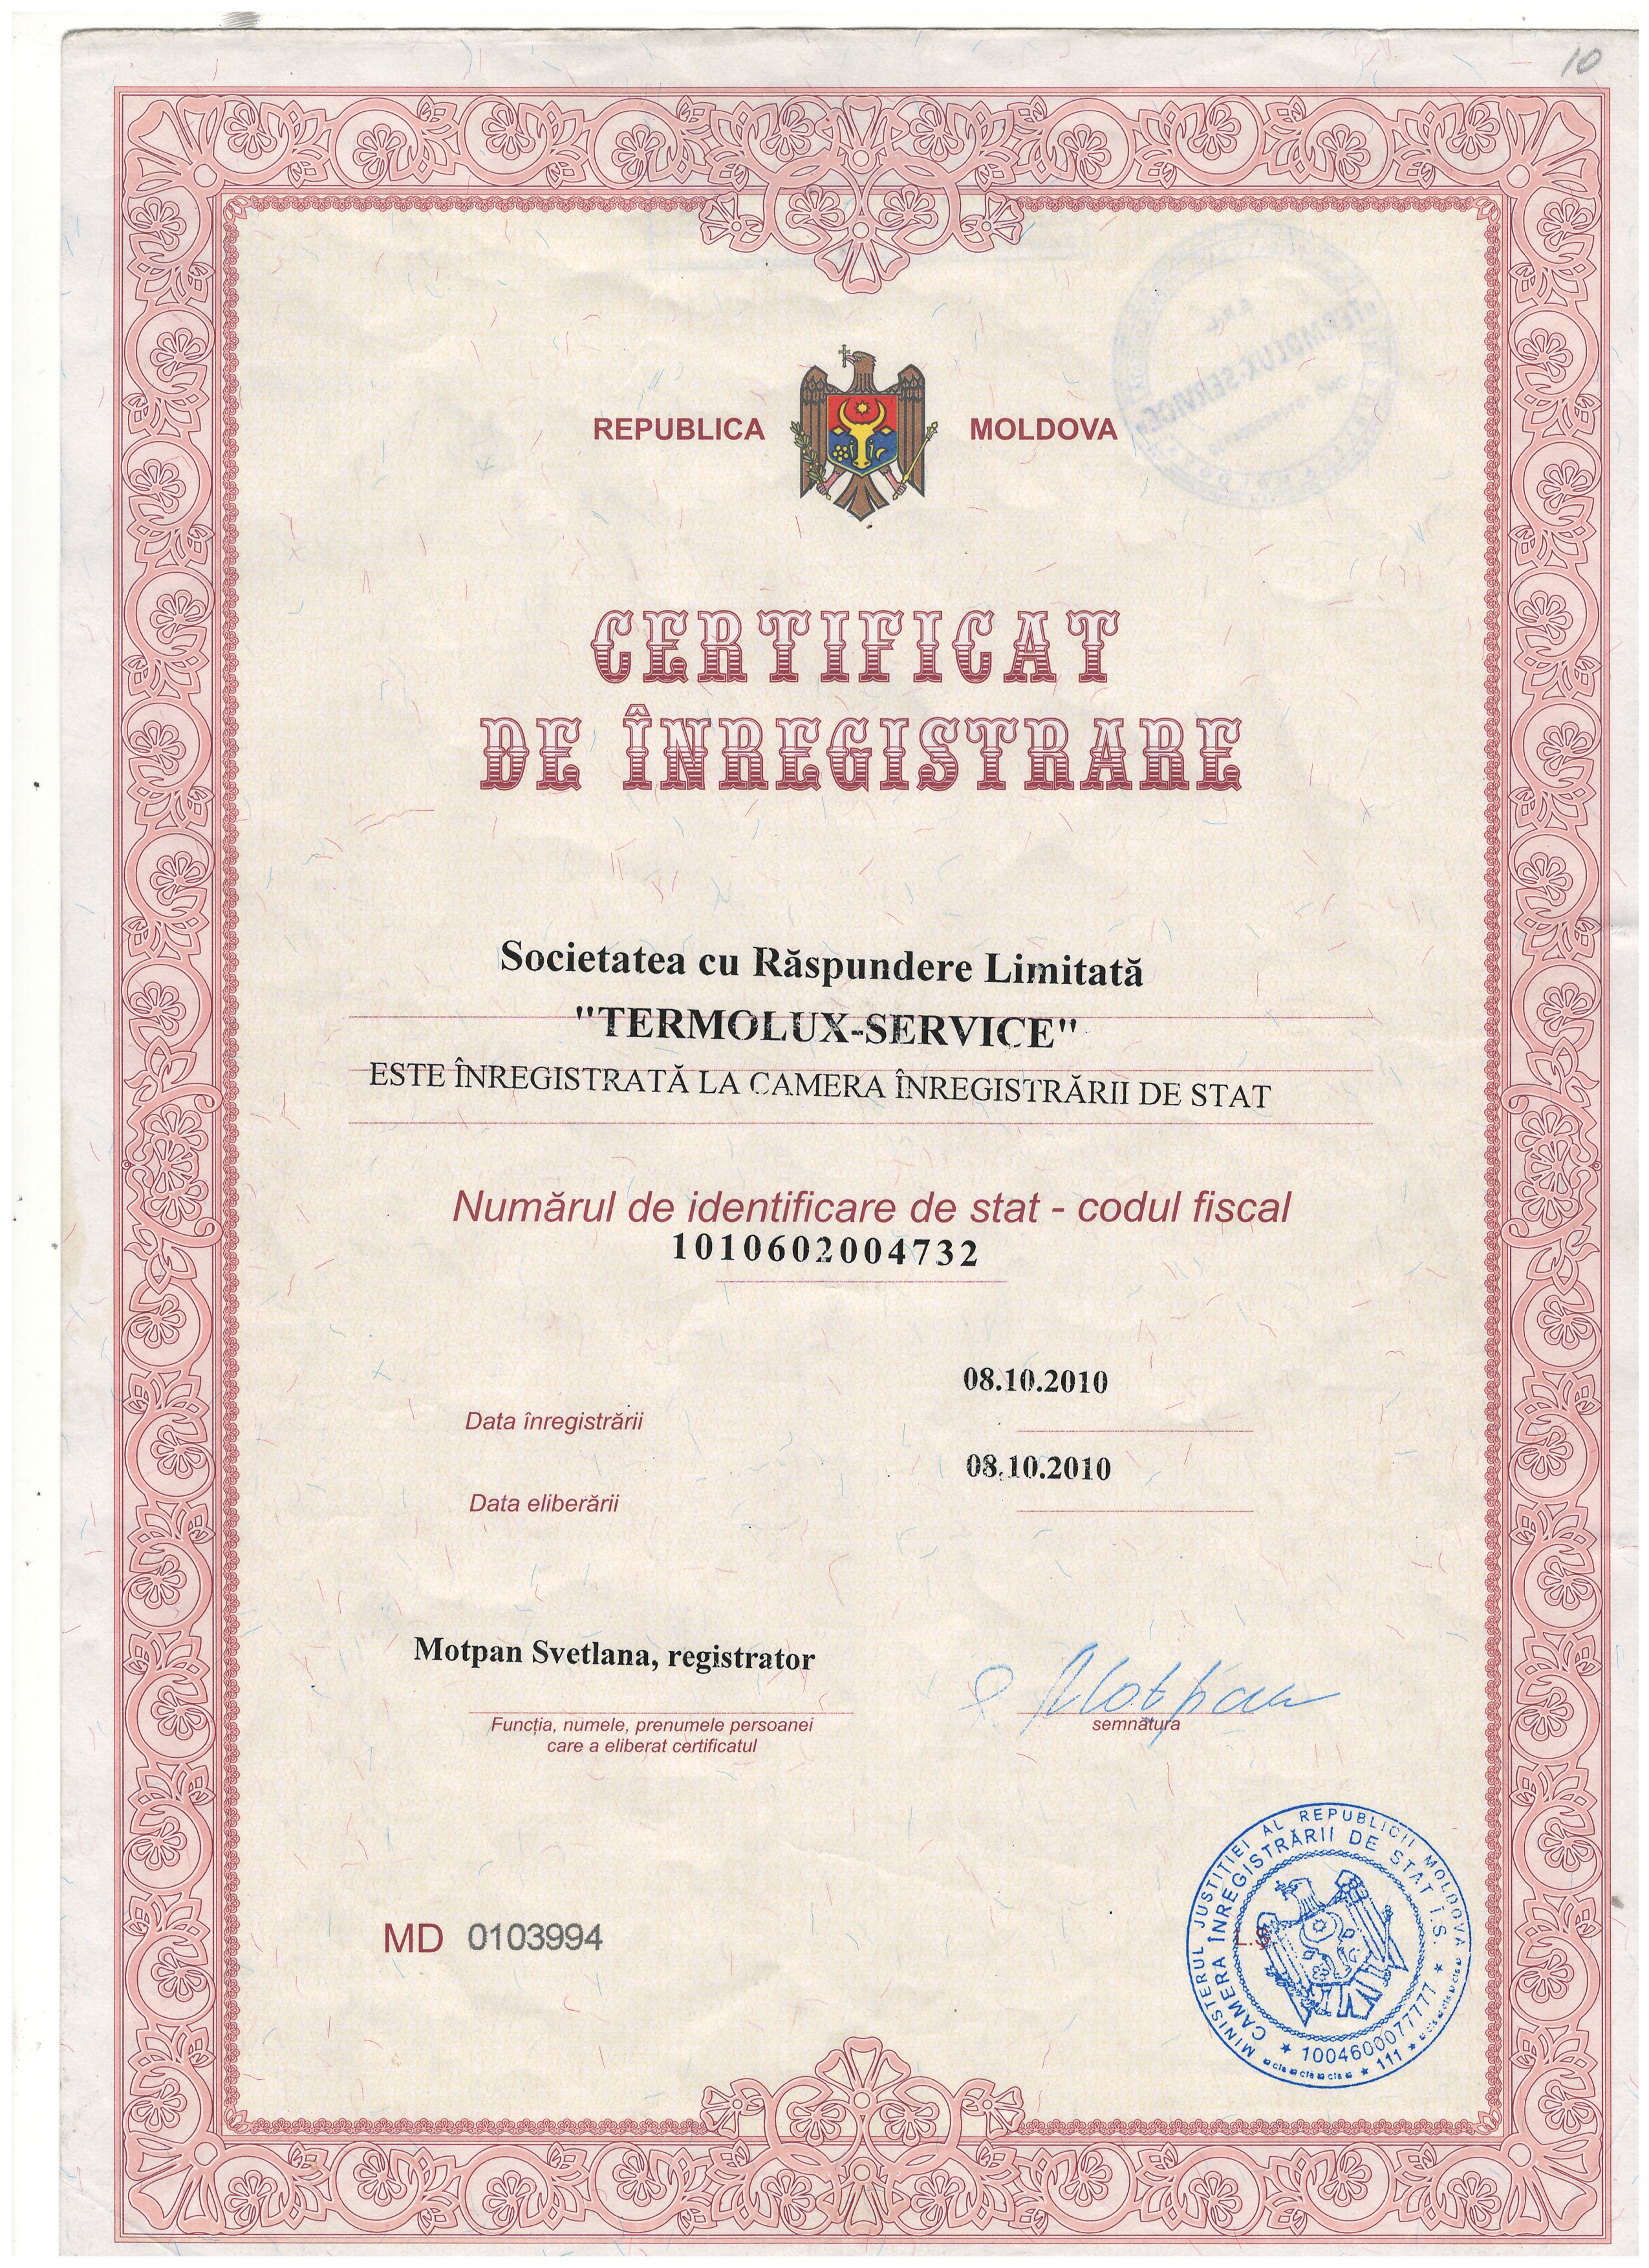 10
REPUBLICA MOLDOVA
CERTIFICAT
DE ÎNREGISTRARE
Societatea cu Răspundere Limitată
"TERMOLUX-SERVICE"
ESTE ÎNREGISTRATĂ LA CAMERA ÎNREGISTRĂRII DE STAT
Numărul de identificare de stat - codul fiscal
1010602004732
08.10.2010
Data înregistrării
08.10.2010
Data eliberării
Motpan Svetlana, registrator
Funcția, numele, prenumele persoanei
care a eliberat certificatul
semnătura
MD 0103994
L.Ș.
MINISTERUL JUSTIȚIEI AL REPUBLICII MOLDOVA
CAMERA ÎNREGISTRĂRII DE STAT Î.S.
★ 1004600077777 ★
★ 111 ★